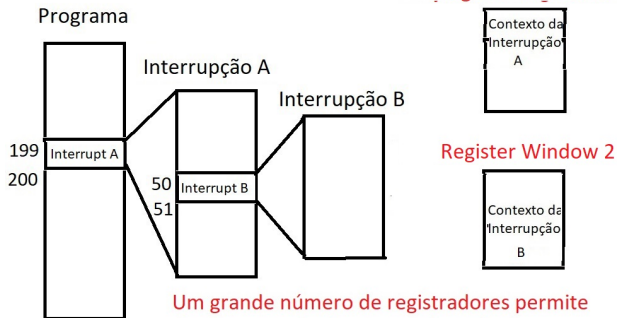 Programa
Interrupção A
Interrupção B
199
Interrupt A
200
50
Interrupt B
51
Contexto da
Interrupção
A
Register Window 2
Contexto da
Interrupção
B
Um grande número de registradores permite